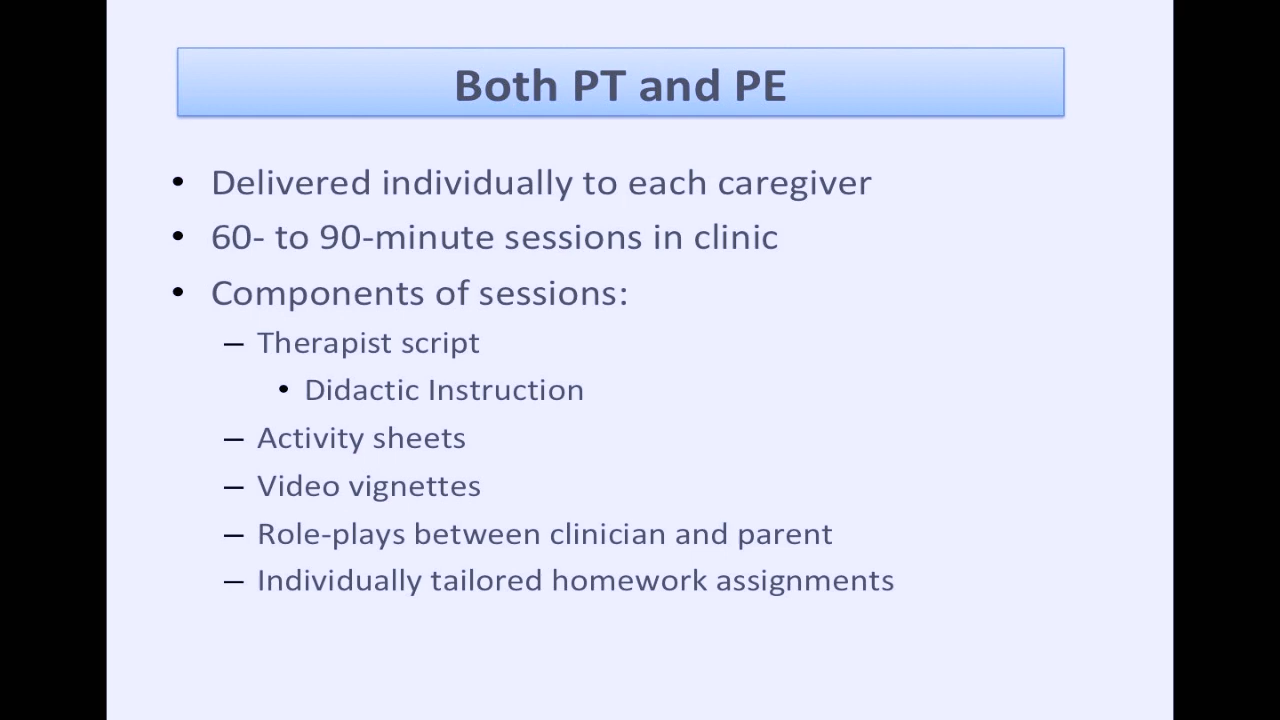 Both PT and PE
• Delivered individually to each caregiver
• 60- to 90-minute sessions in clinic
• Components of sessions:
– Therapist script
• Didactic Instruction
– Activity sheets
– Video vignettes
– Role-plays between clinician and parent
– Individually tailored homework assignments